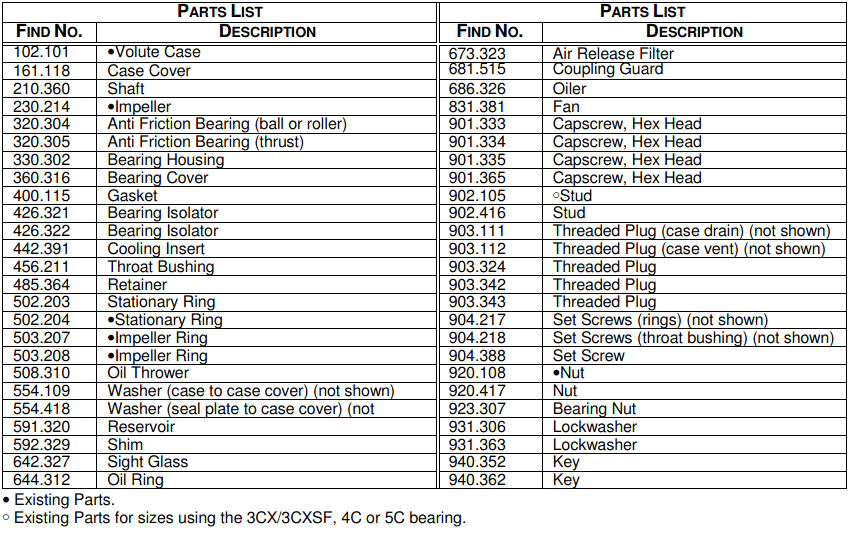 PARTS LIST
FIND NO. DESCRIPTION
102.101 •Volute Case
161.118 Case Cover
210.360 Shaft
230.214 •Impeller
320.304 Anti Friction Bearing (ball or roller)
320.305 Anti Friction Bearing (thrust)
330.302 Bearing Housing
360.316 Bearing Cover
400.115 Gasket
426.321 Bearing Isolator
426.322 Bearing Isolator
442.391 Cooling Insert
456.211 Throat Bushing
485.364 Retainer
502.203 Stationary Ring
502.204 •Stationary Ring
503.207 •Impeller Ring
503.208 •Impeller Ring
508.310 Oil Thrower
554.109 Washer (case to case cover) (not shown)
554.418 Washer (seal plate to case cover) (not
591.320 Reservoir
592.329 Shim
642.327 Sight Glass
644.312 Oil Ring
PARTS LIST
FIND NO. DESCRIPTION
673.323 Air Release Filter
681.515 Coupling Guard
686.326 Oiler
831.381 Fan
901.333 Capscrew, Hex Head
901.334 Capscrew, Hex Head
901.335 Capscrew, Hex Head
901.365 Capscrew, Hex Head
902.105 ○Stud
902.416 Stud
903.111 Threaded Plug (case drain) (not shown)
903.112 Threaded Plug (case vent) (not shown)
903.324 Threaded Plug
903.342 Threaded Plug
903.343 Threaded Plug
904.217 Set Screws (rings) (not shown)
904.218 Set Screws (throat bushing) (not shown)
904.388 Set Screw
920.108 •Nut
920.417 Nut
923.307 Bearing Nut
931.306 Lockwasher
931.363 Lockwasher
940.352 Key
940.362 Key
• Existing Parts.
○ Existing Parts for sizes using the 3CX/3CXSF, 4C or 5C bearing.